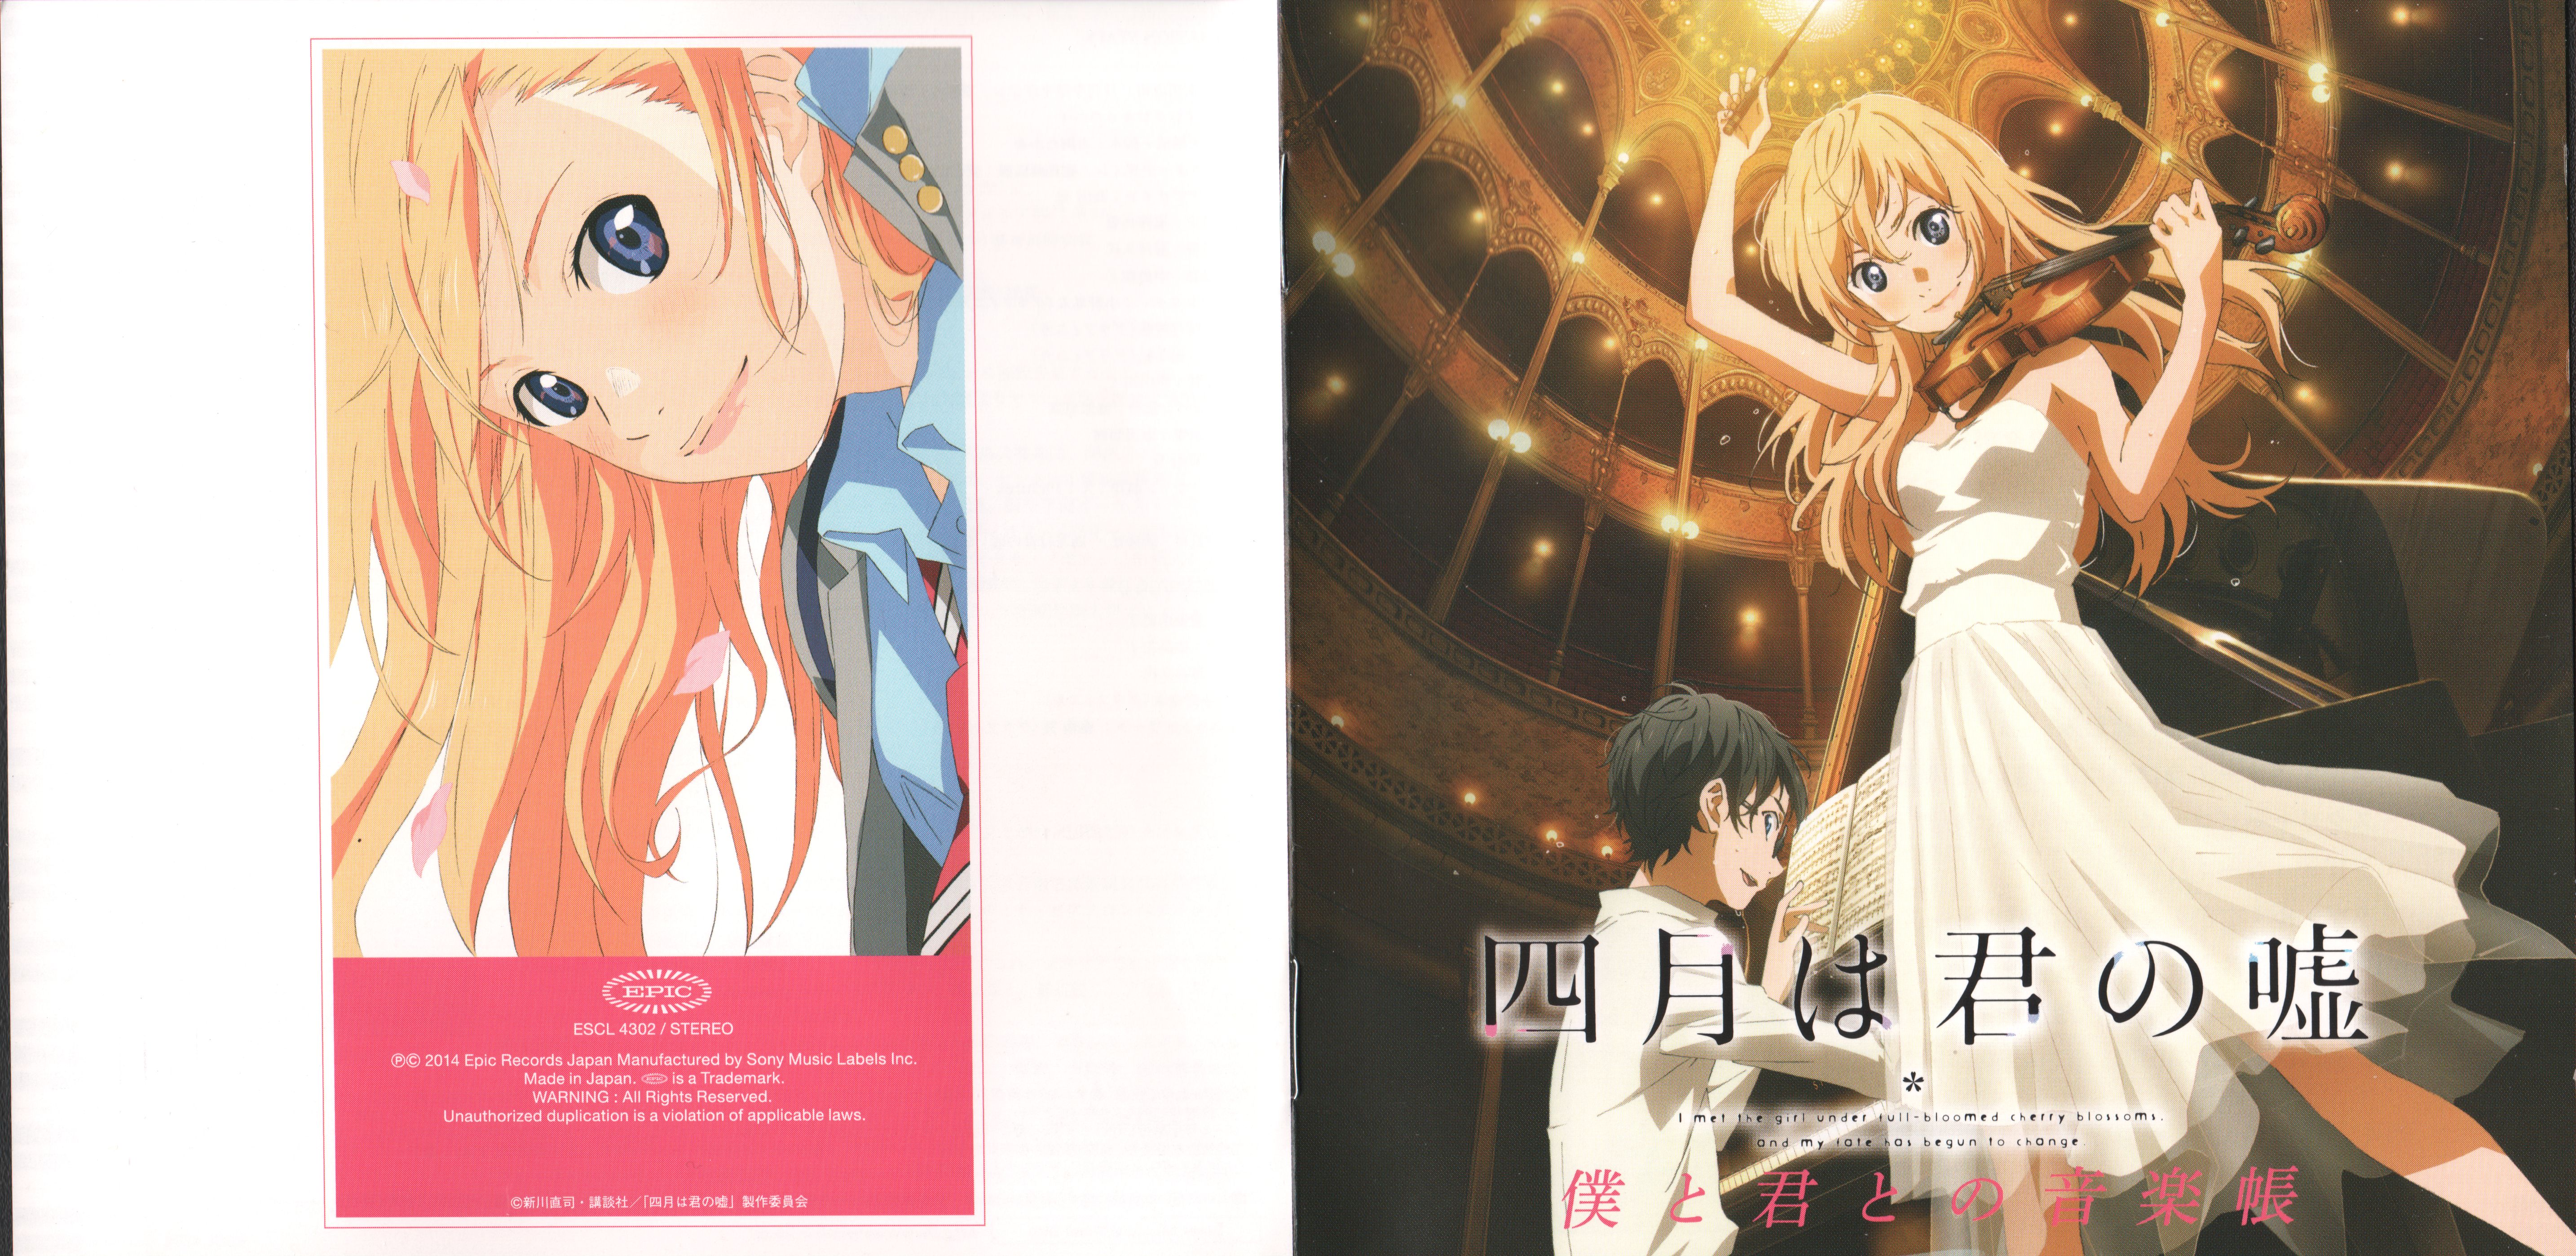 EPIC
ESCL 4302 / STEREO
ⓅⒸ 2014 Epic Records Japan Manufactured by Sony Music Labels Inc.
Made in Japan. EPIC is a Trademark.
WARNING : All Rights Reserved.
Unauthorized duplication is a violation of applicable laws.
©新川直司・講談社／「四月は君の嘘」製作委員会
四月は君の嘘
*
I met the girl under full-bloomed cherry blossoms.
and my fate has begun to change.
僕と君との音楽帳